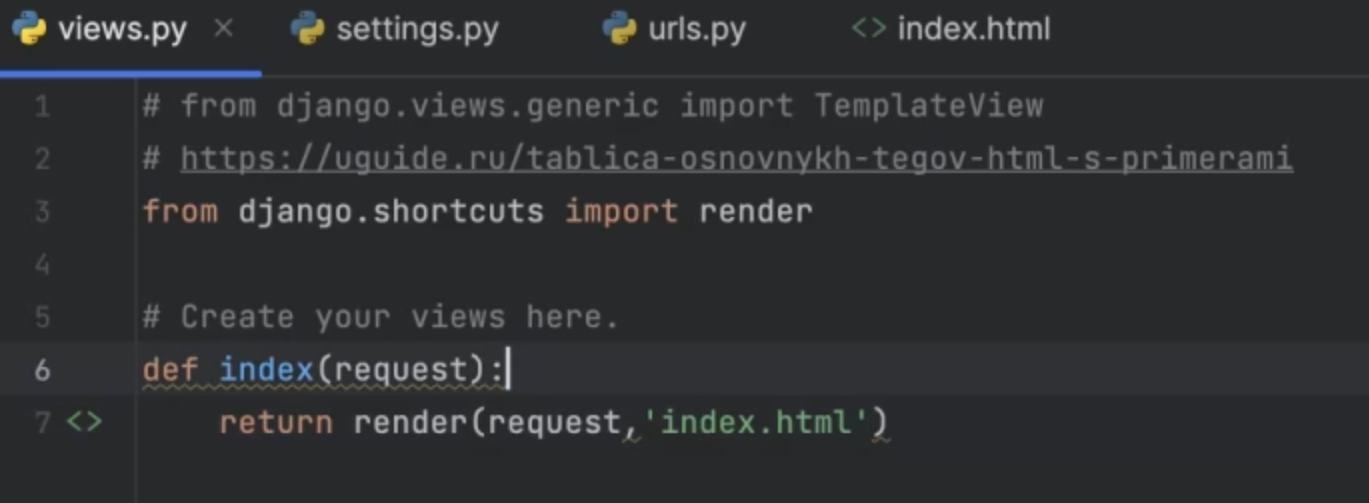 views.py × settings.py urls.py <> index.html
1 # from django.views.generic import TemplateView
2 # https://uguide.ru/tablica-osnovnykh-tegov-html-s-primerami
3 from django.shortcuts import render
4
5 # Create your views here.
6 def index(request):
7 <> return render(request,'index.html')